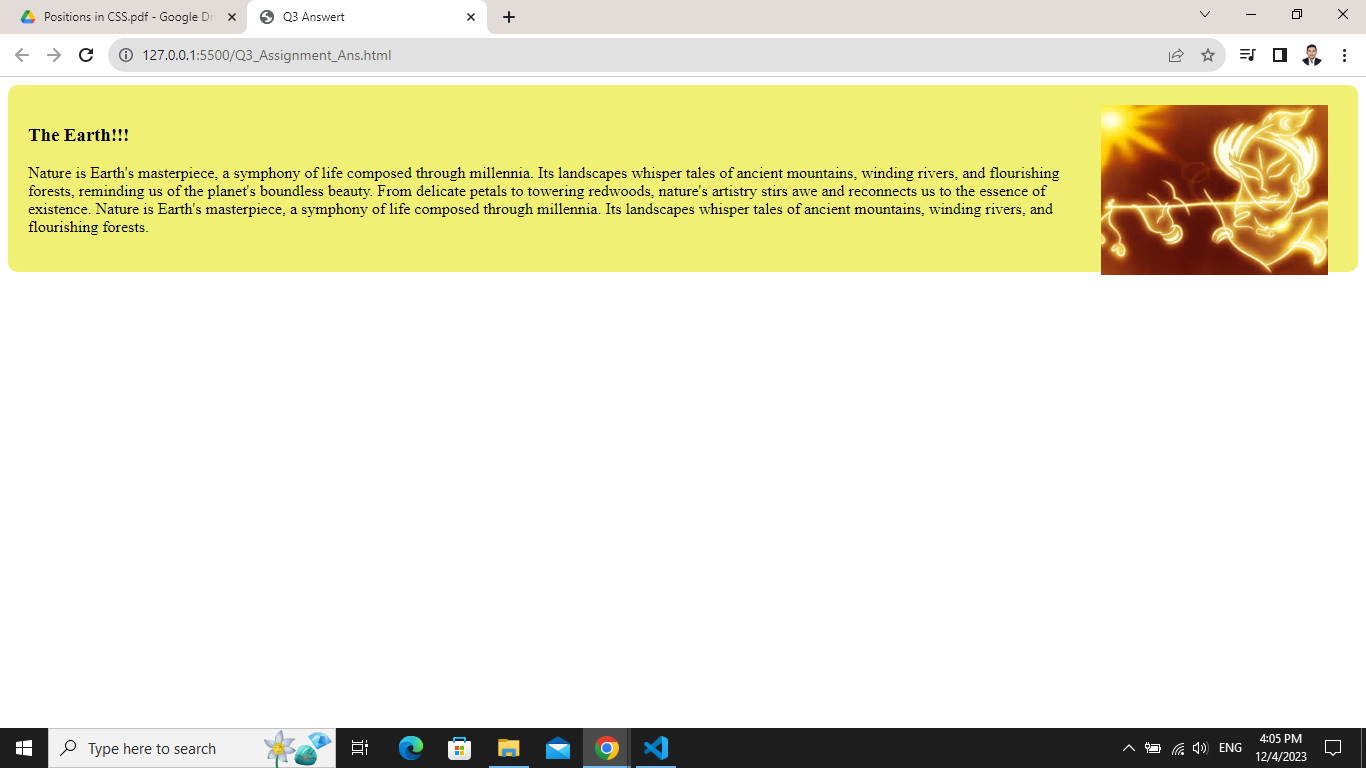 Positions in CSS.pdf - Google Dr
Q3 Answert
127.0.0.1:5500/Q3_Assignment_Ans.html
The Earth!!!
Nature is Earth's masterpiece, a symphony of life composed through millennia. Its landscapes whisper tales of ancient mountains, winding rivers, and flourishing
forests, reminding us of the planet's boundless beauty. From delicate petals to towering redwoods, nature's artistry stirs awe and reconnects us to the essence of
existence. Nature is Earth's masterpiece, a symphony of life composed through millennia. Its landscapes whisper tales of ancient mountains, winding rivers, and
flourishing forests.
Type here to search
ENG
4:05 PM
12/4/2023